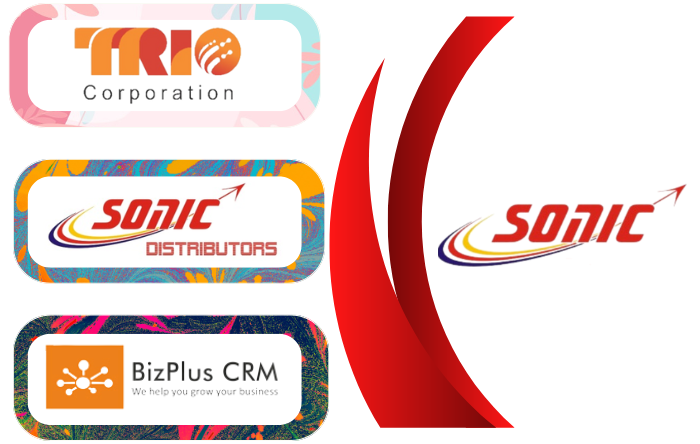 TRIO
Corporation
SONIC
DISTRIBUTORS
BizPlus CRM
We help you grow your business
SONIC